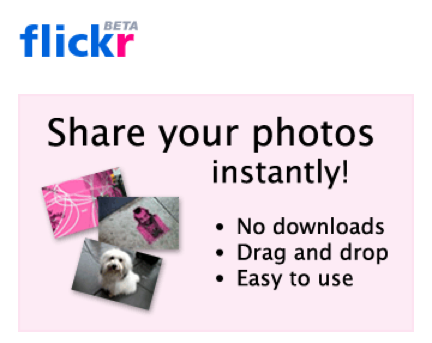 flickr BETA
Share your photos
instantly!
• No downloads
• Drag and drop
• Easy to use